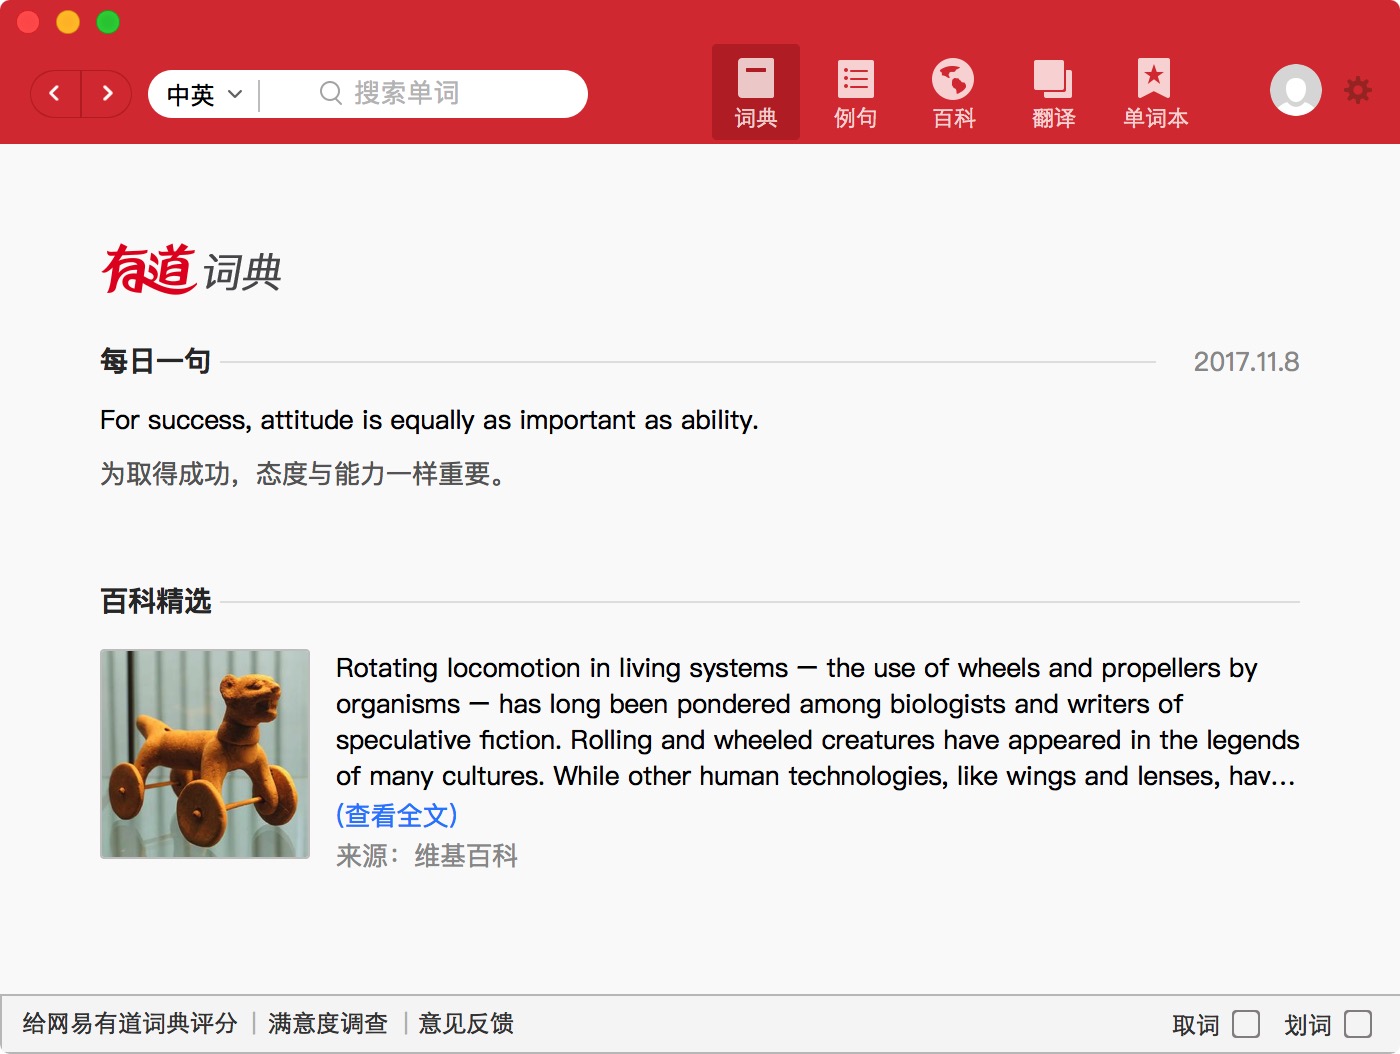 中英
搜索单词
词典
例句
百科
翻译
单词本
有道词典
每日一句
2017.11.8
For success, attitude is equally as important as ability.
为取得成功，态度与能力一样重要。
百科精选
Rotating locomotion in living systems — the use of wheels and propellers by
organisms — has long been pondered among biologists and writers of
speculative fiction. Rolling and wheeled creatures have appeared in the legends
of many cultures. While other human technologies, like wings and lenses, hav...
(查看全文)
来源：维基百科
给网易有道词典评分 | 满意度调查 | 意见反馈
取词
划词